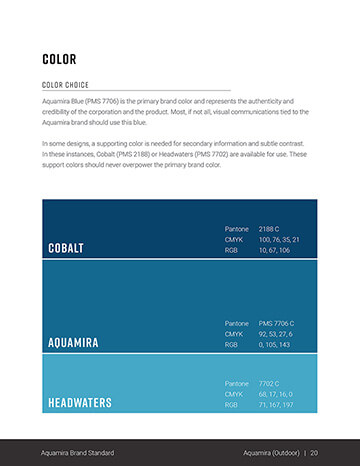 COLOR
COLOR CHOICE
Aquamira Blue (PMS 7706) is the primary brand color and represents the authenticity and
credibility of the corporation and the product. Most, if not all, visual communications tied to the
Aquamira brand should use this blue.
In some designs, a supporting color is needed for secondary information and subtle contrast.
In these instances, Cobalt (PMS 2188) or Headwaters (PMS 7702) are available for use. These
support colors should never overpower the primary brand color.
COBALT
Pantone 2188 C
CMYK 100, 76, 35, 21
RGB 10, 67, 106
AQUAMIRA
Pantone PMS 7706 C
CMYK 92, 53, 27, 6
RGB 0, 105, 143
HEADWATERS
Pantone 7702 C
CMYK 68, 17, 16, 0
RGB 71, 167, 197
Aquamira Brand Standard Aquamira (Outdoor) | 20